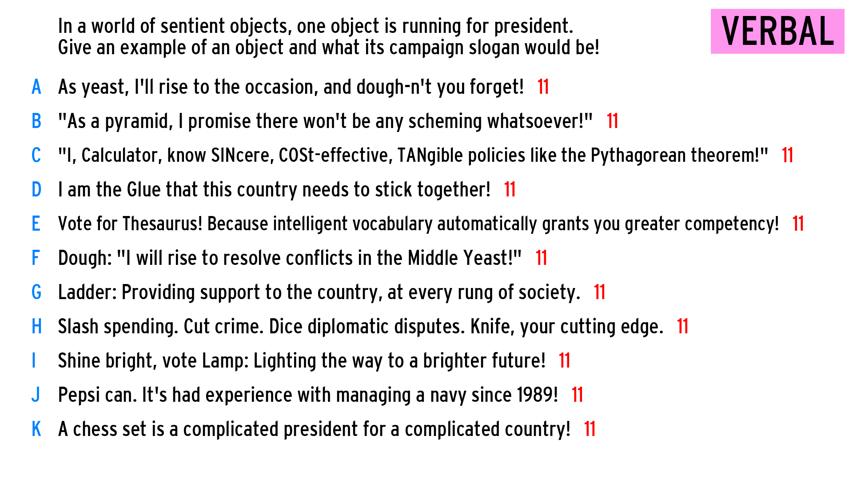 In a world of sentient objects, one object is running for president.
Give an example of an object and what its campaign slogan would be!
VERBAL
A As yeast, I'll rise to the occasion, and dough-n't you forget! 11
B "As a pyramid, I promise there won't be any scheming whatsoever!" 11
C "I, Calculator, know SINcere, COSt-effective, TANgible policies like the Pythagorean theorem!" 11
D I am the Glue that this country needs to stick together! 11
E Vote for Thesaurus! Because intelligent vocabulary automatically grants you greater competency! 11
F Dough: "I will rise to resolve conflicts in the Middle Yeast!" 11
G Ladder: Providing support to the country, at every rung of society. 11
H Slash spending. Cut crime. Dice diplomatic disputes. Knife, your cutting edge. 11
I Shine bright, vote Lamp: Lighting the way to a brighter future! 11
J Pepsi can. It's had experience with managing a navy since 1989! 11
K A chess set is a complicated president for a complicated country! 11